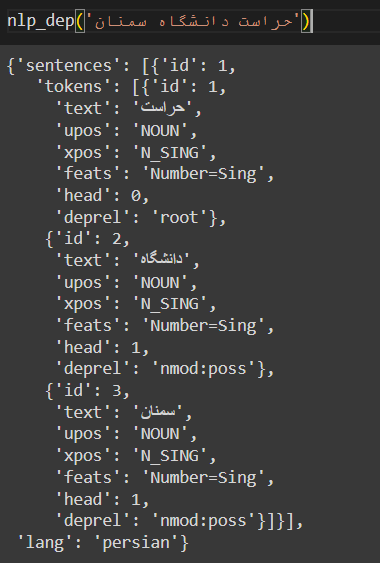 nlp_dep('حراست دانشگاه سمنان')
{'sentences': [{'id': 1,
'tokens': [{'id': 1,
'text': 'حراست',
'upos': 'NOUN',
'xpos': 'N_SING',
'feats': 'Number=Sing',
'head': 0,
'deprel': 'root'},
{'id': 2,
'text': 'دانشگاه',
'upos': 'NOUN',
'xpos': 'N_SING',
'feats': 'Number=Sing',
'head': 1,
'deprel': 'nmod:poss'},
{'id': 3,
'text': 'سمنان',
'upos': 'NOUN',
'xpos': 'N_SING',
'feats': 'Number=Sing',
'head': 1,
'deprel': 'nmod:poss'}]}],
'lang': 'persian'}